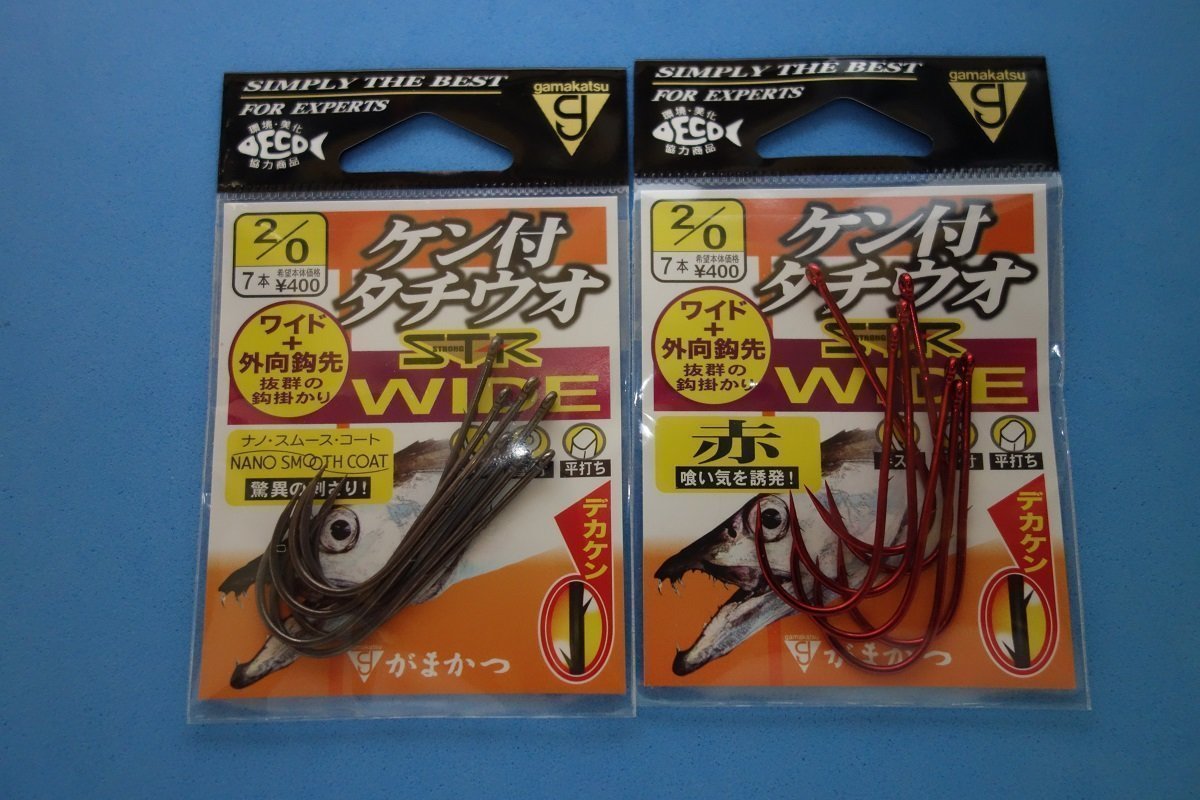 SIMPLY THE BEST
FOR EXPERTS
gamakatsu
g
環境・美化
ECO
協力商品
2/0
7本
希望本体価格
¥400
ケン付
タチウオ
ワイド
+
外向鈎先
抜群の
鈎掛かり
STRONG
STR
WIDE
ナノ・スムース・コート
NANO SMOOTH COAT
驚異の刺さり!
平打ち
デカケン
gamakatsu
g
がまかつ
SIMPLY THE BEST
FOR EXPERTS
gamakatsu
g
環境・美化
ECO
協力商品
2/0
7本
希望本体価格
¥400
ケン付
タチウオ
ワイド
+
外向鈎先
抜群の
鈎掛かり
STRONG
STR
WIDE
赤
喰い気を誘発!
平打ち
デカケン
gamakatsu
g
がまかつ